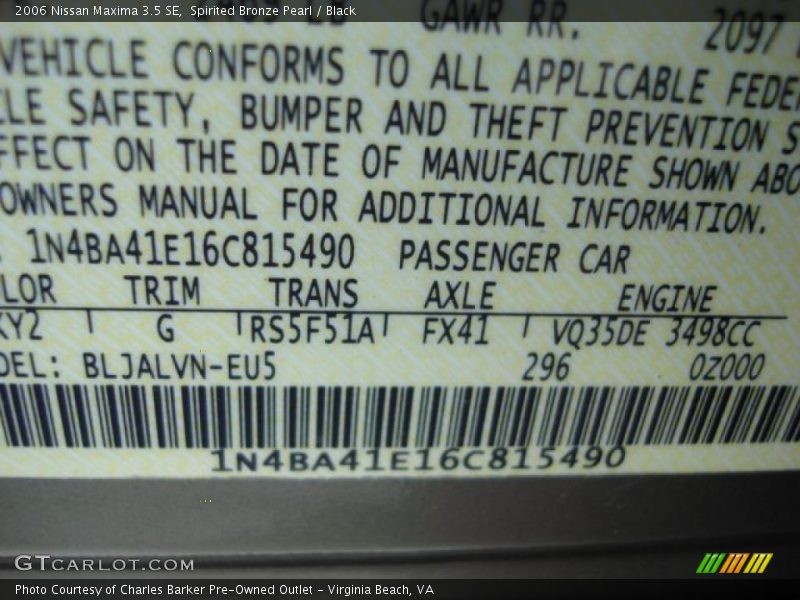 2006 Nissan Maxima 3.5 SE, Spirited Bronze Pearl / Black
GAWR RR. 2097
VEHICLE CONFORMS TO ALL APPLICABLE FEDE
CLE SAFETY, BUMPER AND THEFT PREVENTION S
FFECT ON THE DATE OF MANUFACTURE SHOWN ABO
OWNERS MANUAL FOR ADDITIONAL INFORMATION.
1N4BA41E16C815490 PASSENGER CAR
LOR TRIM TRANS AXLE ENGINE
KY2 G RS5F51A FX41 VQ35DE 3498CC
DEL: BLJALVN-EU5 296 0Z000
1N4BA41E16C815490
GTCARLOT.COM
Photo Courtesy of Charles Barker Pre-Owned Outlet - Virginia Beach, VA